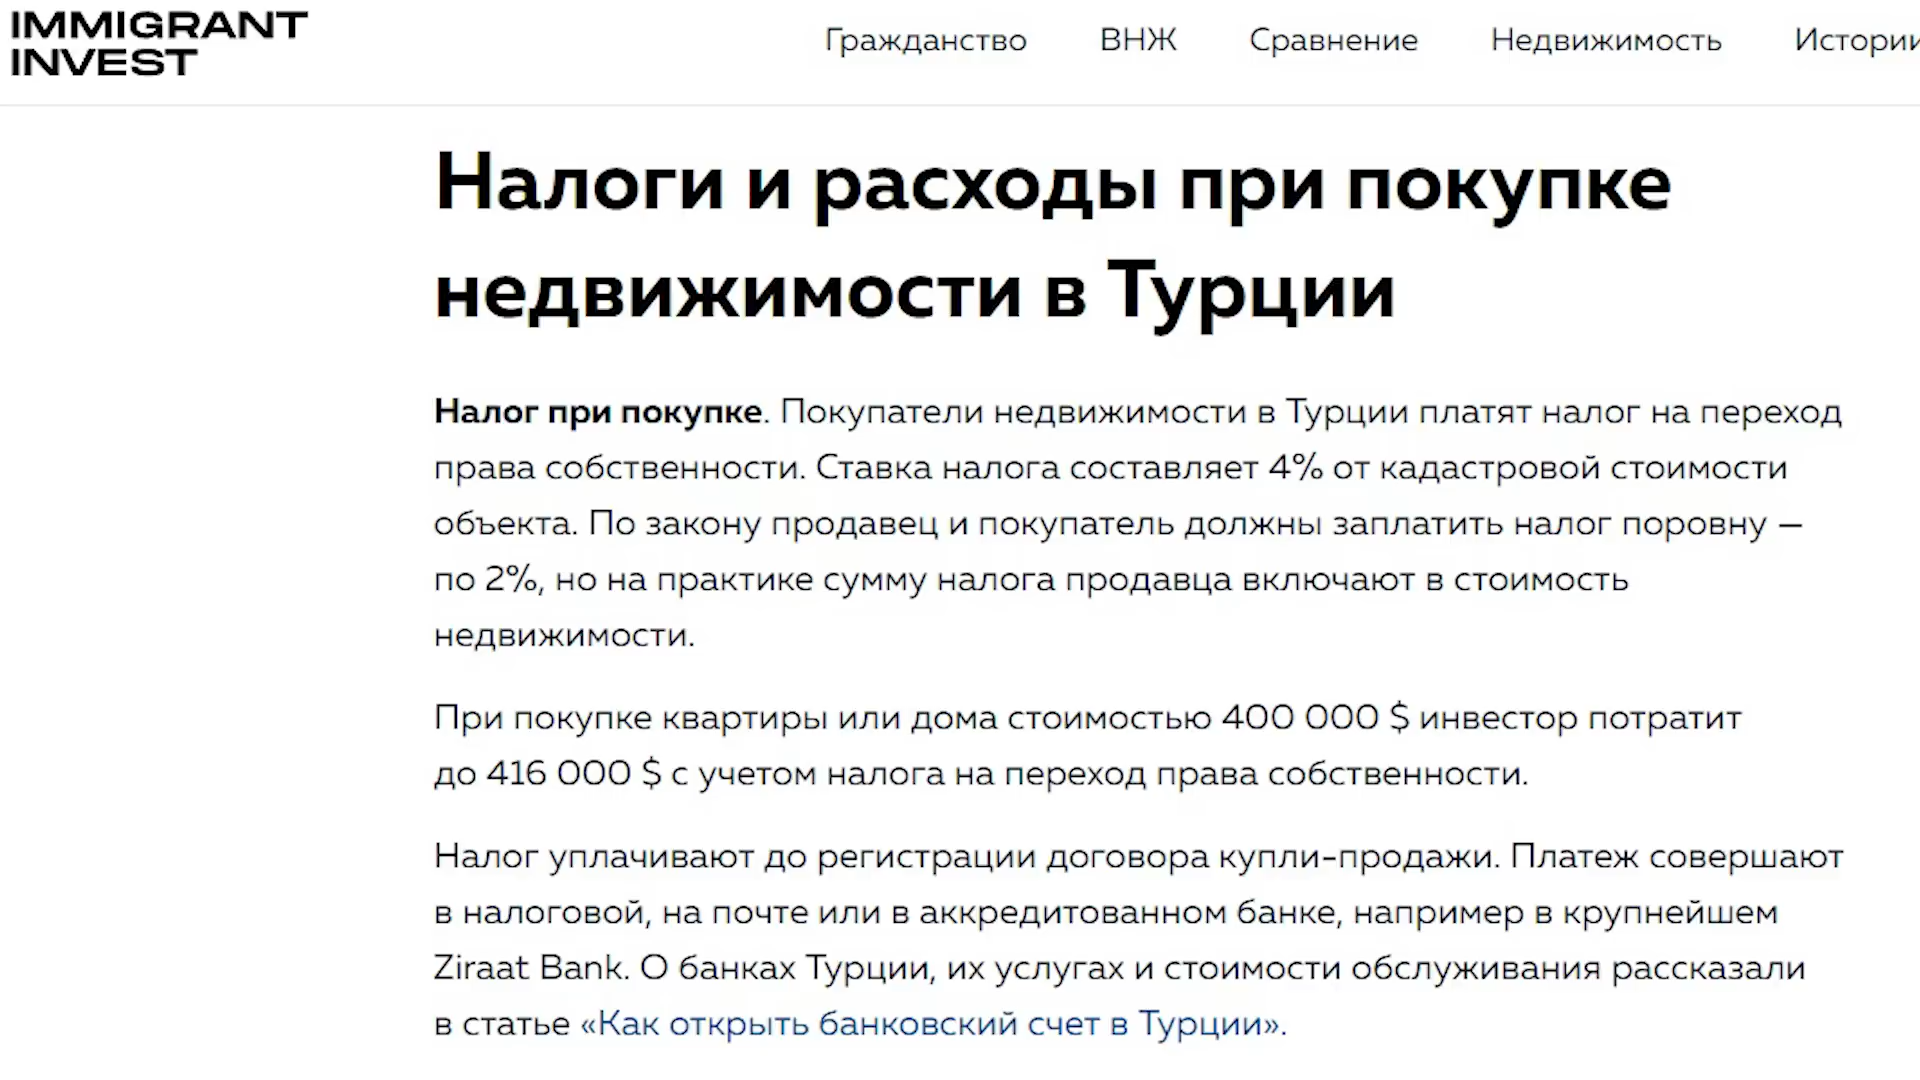 IMMIGRANT
INVEST
Гражданство ВНЖ Сравнение Недвижимость Истории
Налоги и расходы при покупке
недвижимости в Турции
Налог при покупке. Покупатели недвижимости в Турции платят налог на переход
права собственности. Ставка налога составляет 4% от кадастровой стоимости
объекта. По закону продавец и покупатель должны заплатить налог поровну —
по 2%, но на практике сумму налога продавца включают в стоимость
недвижимости.
При покупке квартиры или дома стоимостью 400 000 $ инвестор потратит
до 416 000 $ с учетом налога на переход права собственности.
Налог уплачивают до регистрации договора купли-продажи. Платеж совершают
в налоговой, на почте или в аккредитованном банке, например в крупнейшем
Ziraat Bank. О банках Турции, их услугах и стоимости обслуживания рассказали
в статье «Как открыть банковский счет в Турции».